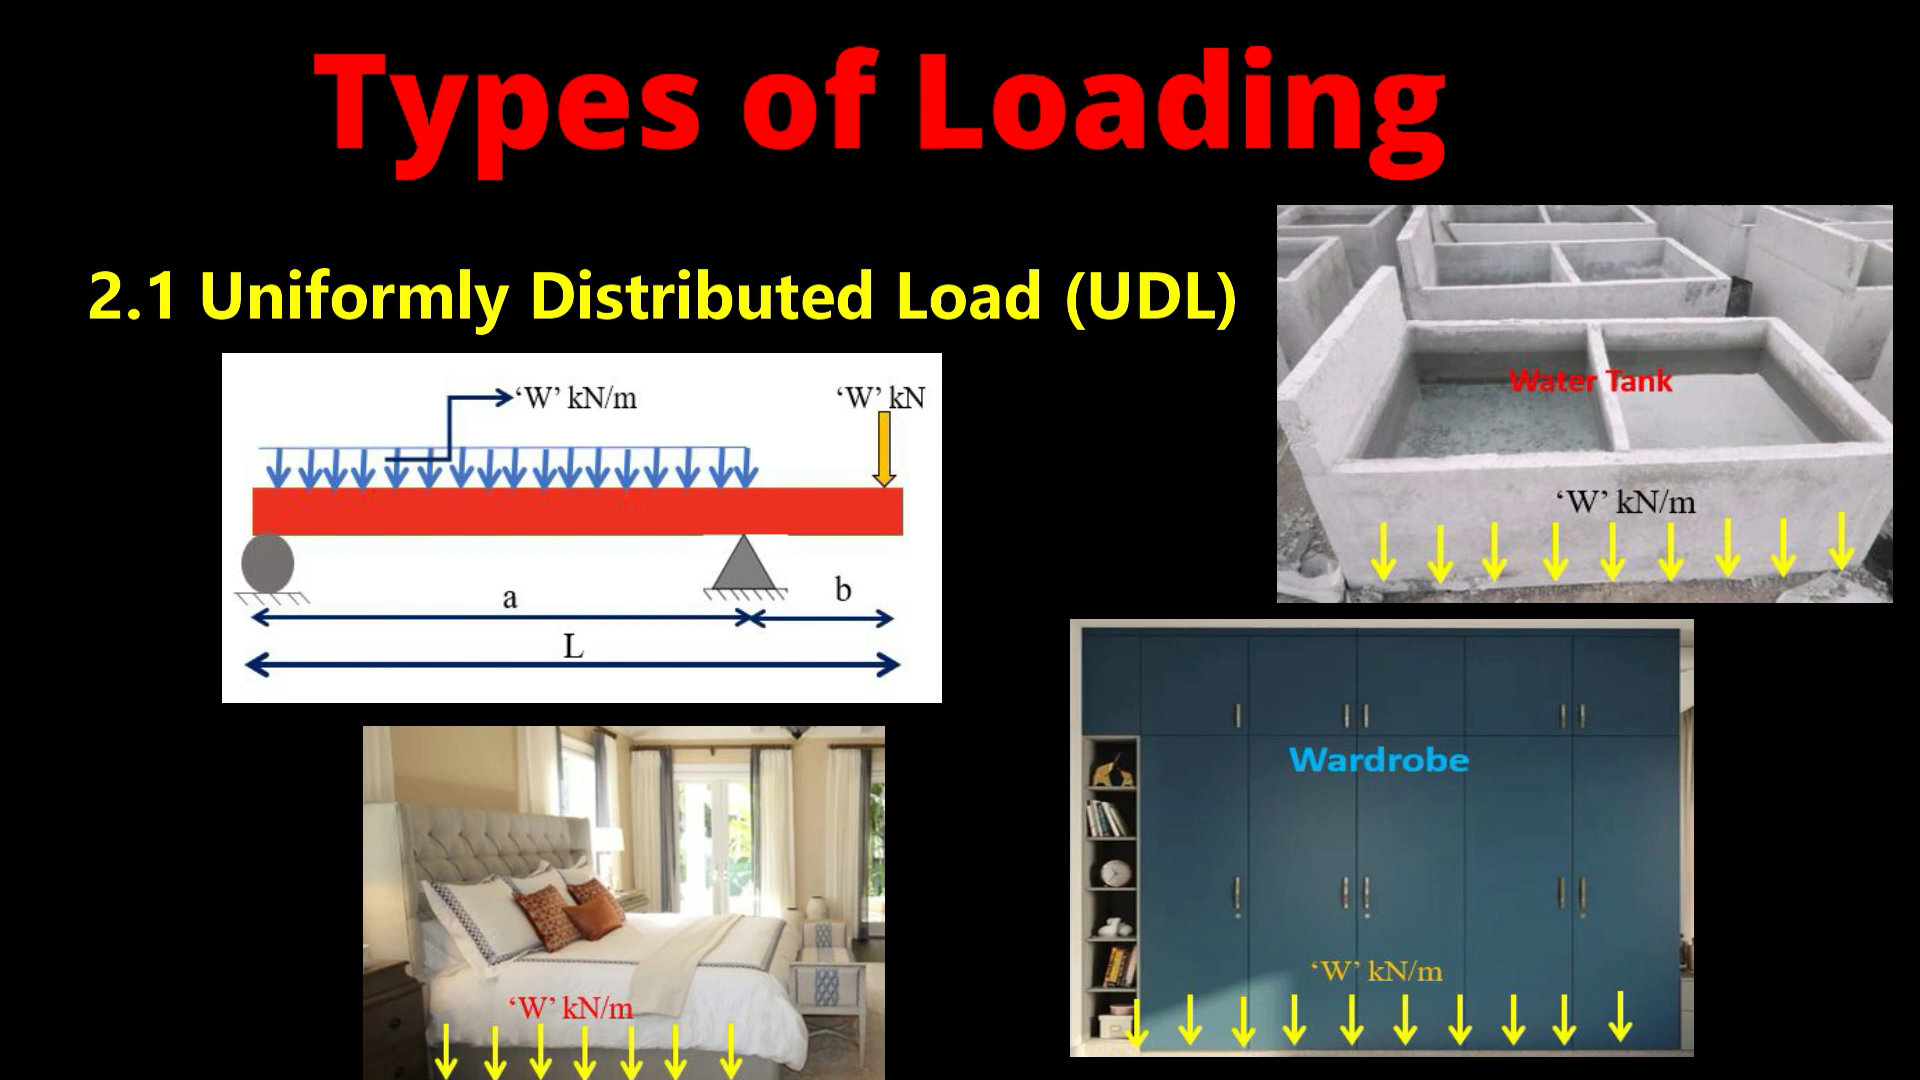 Types of Loading
2.1 Uniformly Distributed Load (UDL)
‘W’ kN/m
‘W’ kN
a
b
L
Water Tank
‘W’ kN/m
Wardrobe
‘W’ kN/m
‘W’ kN/m